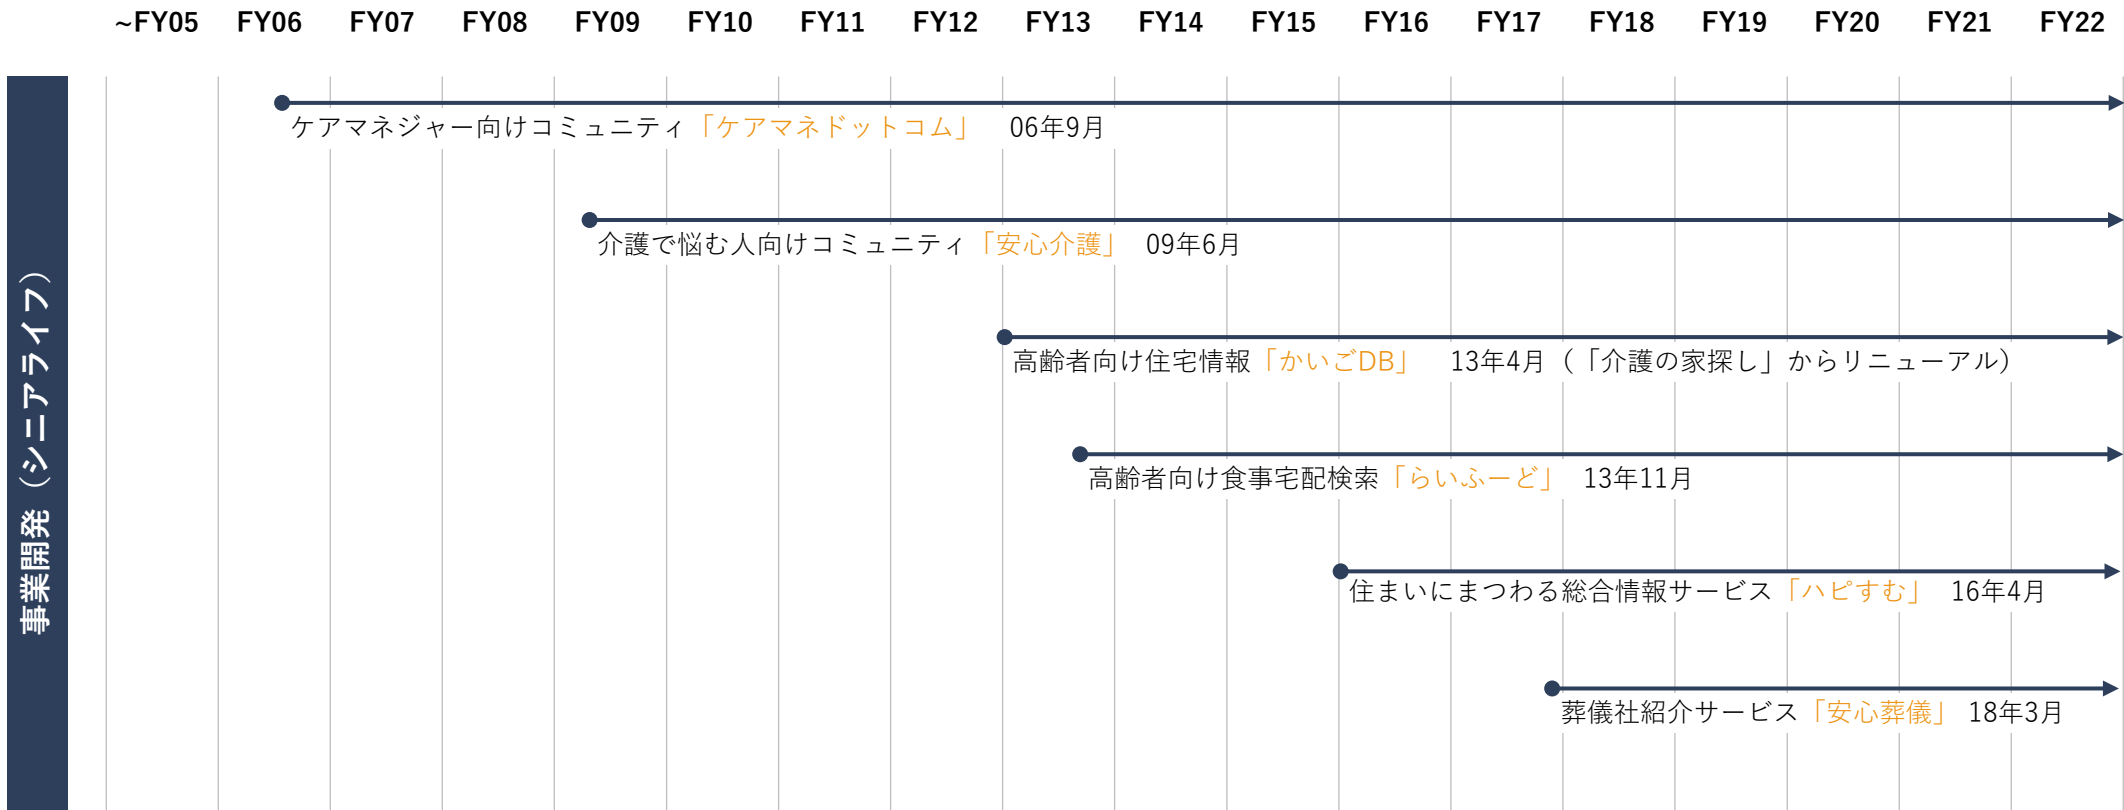 ~FY05 FY06 FY07 FY08 FY09 FY10 FY11 FY12 FY13 FY14 FY15 FY16 FY17 FY18 FY19 FY20 FY21 FY22
事業開発（シニアライフ）
ケアマネジャー向けコミュニティ「ケアマネドットコム」 06年9月
介護で悩む人向けコミュニティ「安心介護」 09年6月
高齢者向け住宅情報「かいごDB」 13年4月（「介護の家探し」からリニューアル）
高齢者向け食事宅配検索「らいふーど」 13年11月
住まいにまつわる総合情報サービス「ハピすむ」 16年4月
葬儀社紹介サービス「安心葬儀」 18年3月